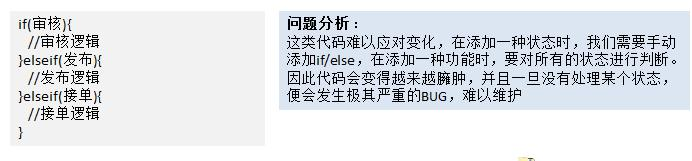 if(审核){
//审核逻辑
}elseif(发布){
//发布逻辑
}elseif(接单){
//接单逻辑
}
问题分析：
这类代码难以应对变化，在添加一种状态时，我们需要手动
添加if/else，在添加一种功能时，要对所有的状态进行判断。
因此代码会变得越来越臃肿，并且一旦没有处理某个状态，
便会发生极其严重的BUG，难以维护